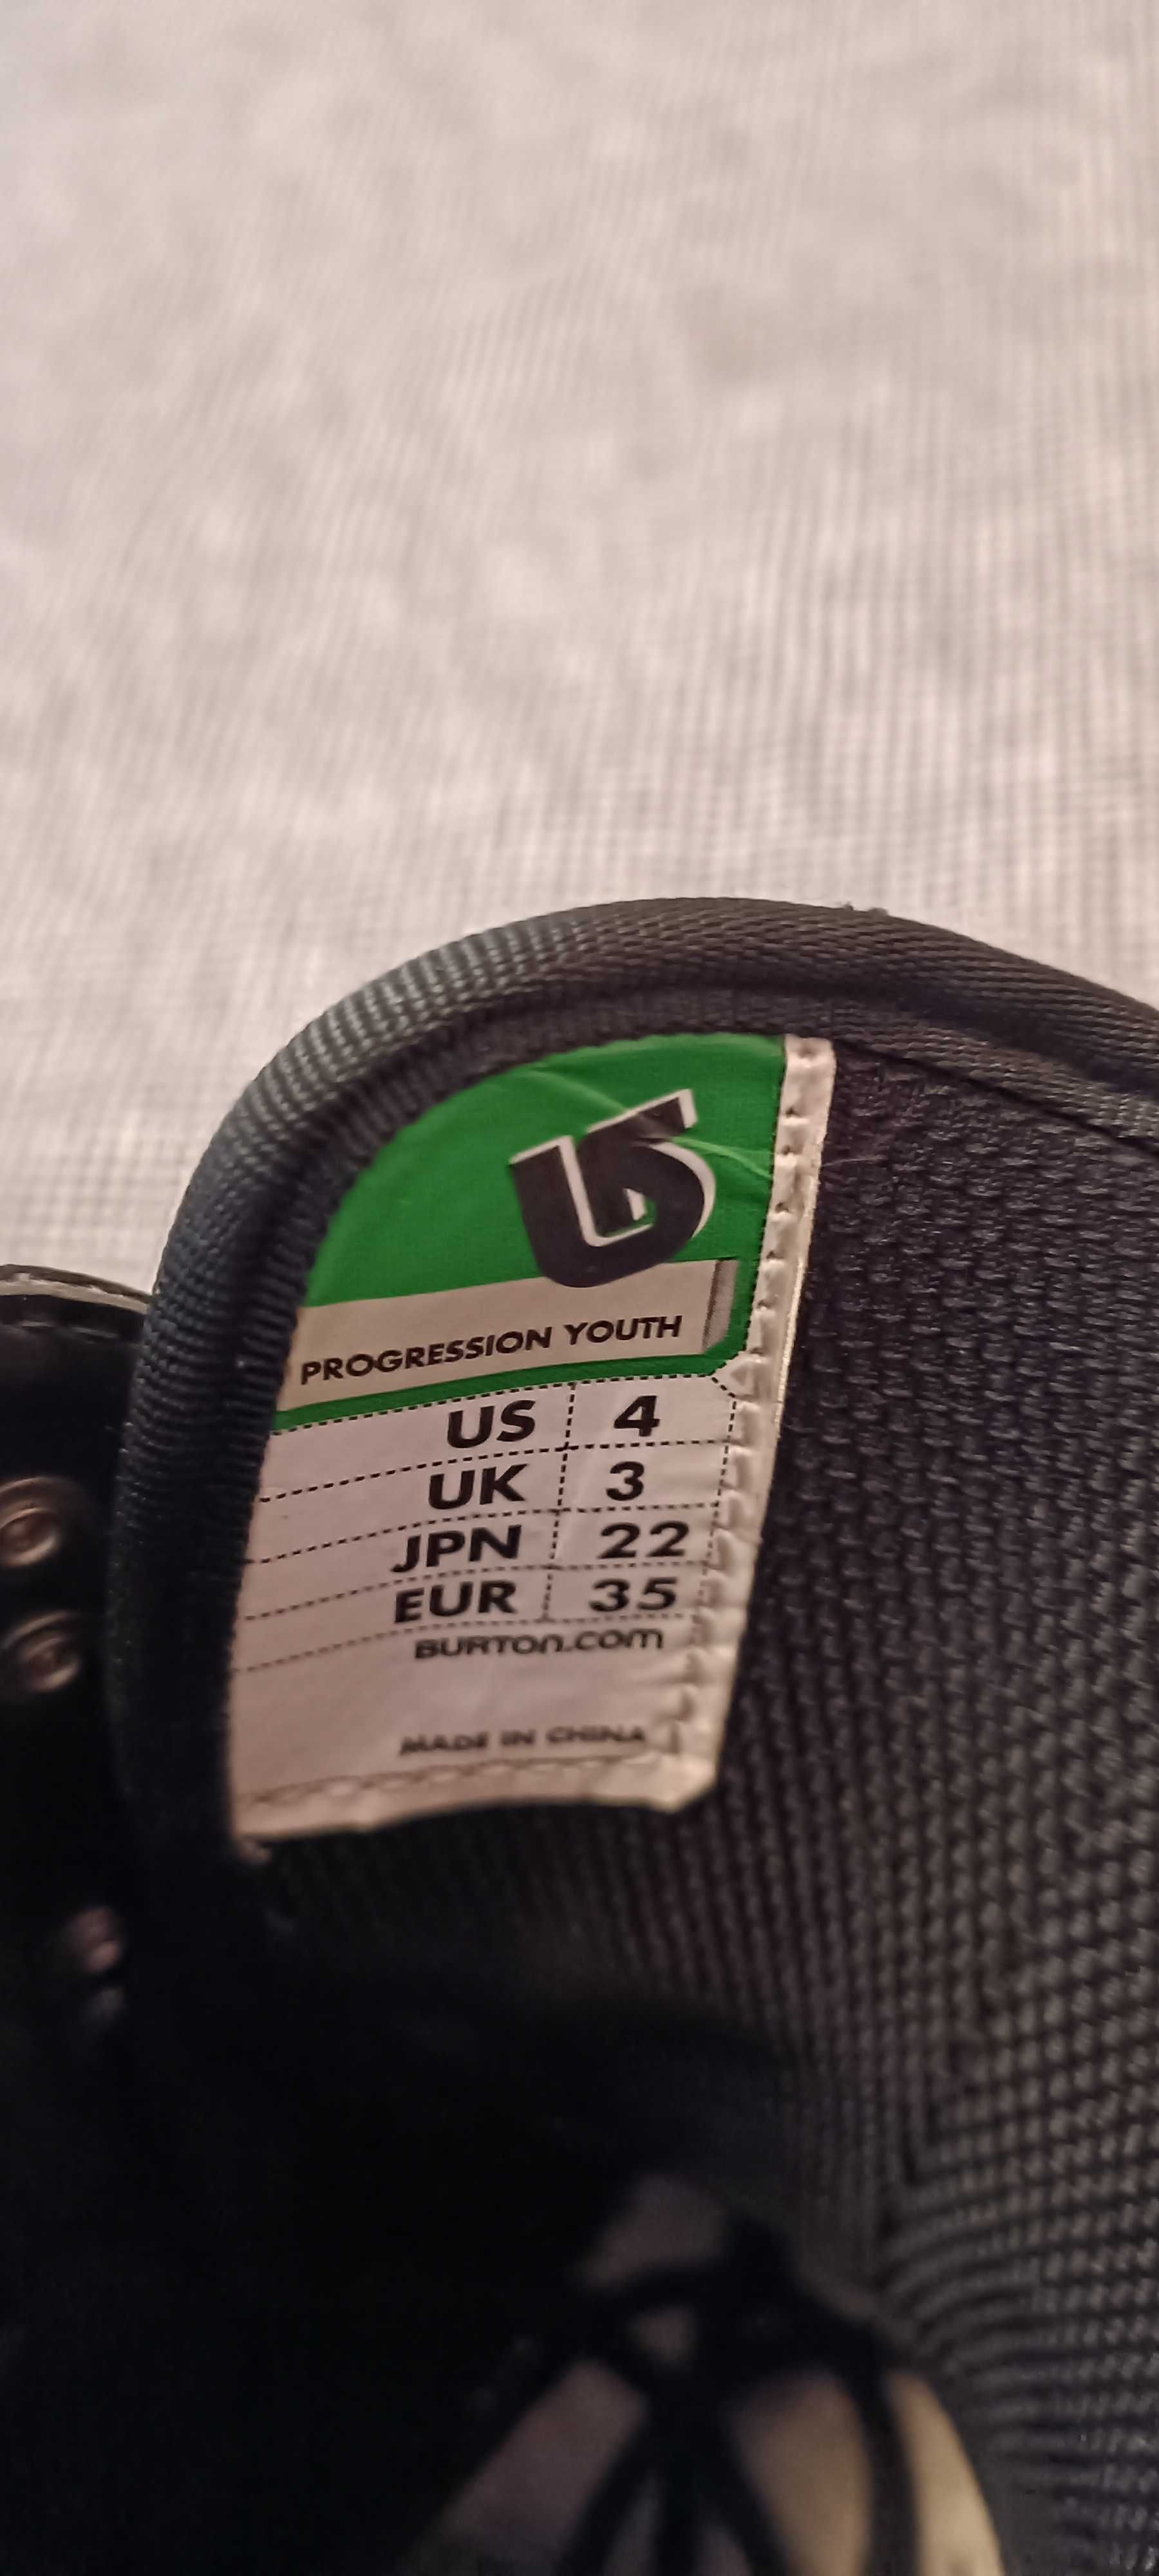 PROGRESSION YOUTH
US 4
UK 3
JPN 22
EUR 35
BURTON.COM
MADE IN CHINA